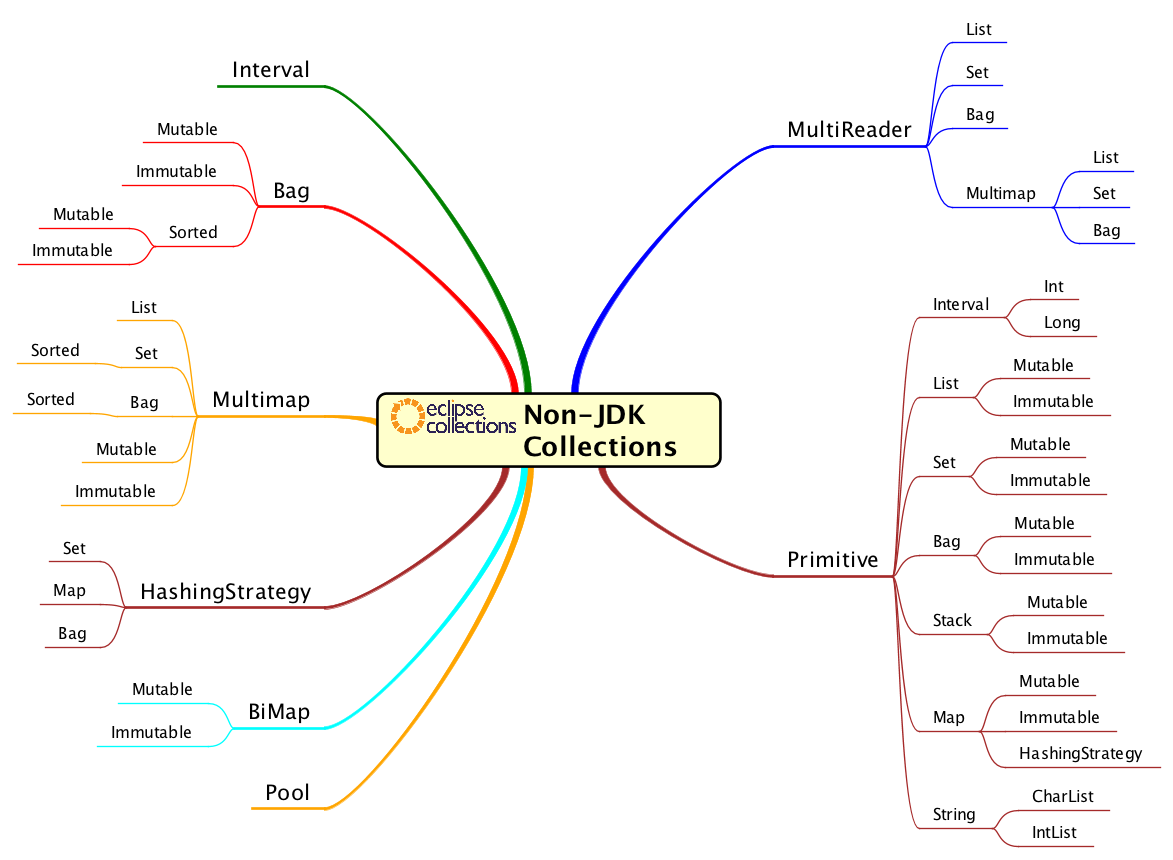 eclipse
collections
Non-JDK
Collections
Interval
Bag
Mutable
Immutable
Sorted
Mutable
Immutable
Multimap
List
Set
Sorted
Bag
Sorted
Mutable
Immutable
HashingStrategy
Set
Map
Bag
BiMap
Mutable
Immutable
Pool
MultiReader
List
Set
Bag
Multimap
List
Set
Bag
Primitive
Interval
Int
Long
List
Mutable
Immutable
Set
Mutable
Immutable
Bag
Mutable
Immutable
Stack
Mutable
Immutable
Map
Mutable
Immutable
HashingStrategy
String
CharList
IntList